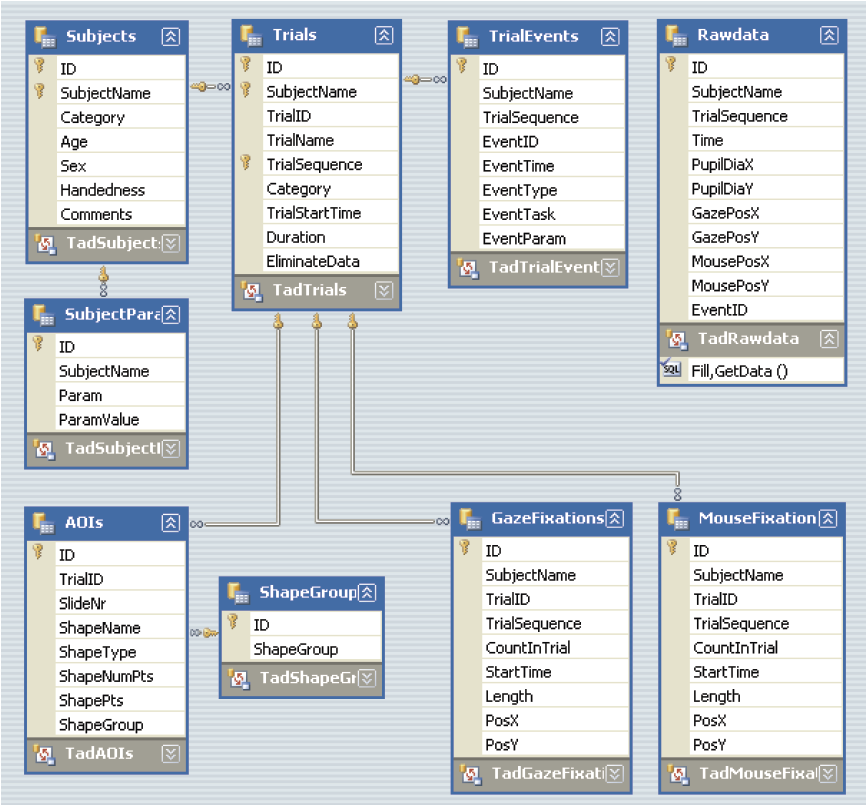 Subjects
ID
SubjectName
Category
Age
Sex
Handedness
Comments
TadSubject:
Trials
ID
SubjectName
TrialID
TrialName
TrialSequence
Category
TrialStartTime
Duration
EliminateData
TadTrials
TrialEvents
ID
SubjectName
TrialSequence
EventID
EventTime
EventType
EventTask
EventParam
TadTrialEvent
Rawdata
ID
SubjectName
TrialSequence
Time
PupilDiaX
PupilDiaY
GazePosX
GazePosY
MousePosX
MousePosY
EventID
TadRawdata
SQL
Fill,GetData ()
SubjectPara
ID
SubjectName
Param
ParamValue
TadSubjectI
AOIs
ID
TrialID
SlideNr
ShapeName
ShapeType
ShapeNumPts
ShapePts
ShapeGroup
TadAOIs
ShapeGroup
ID
ShapeGroup
TadShapeGr
GazeFixations
ID
SubjectName
TrialID
TrialSequence
CountInTrial
StartTime
Length
PosX
PosY
TadGazeFixati
MouseFixation
ID
SubjectName
TrialID
TrialSequence
CountInTrial
StartTime
Length
PosX
PosY
TadMouseFixa